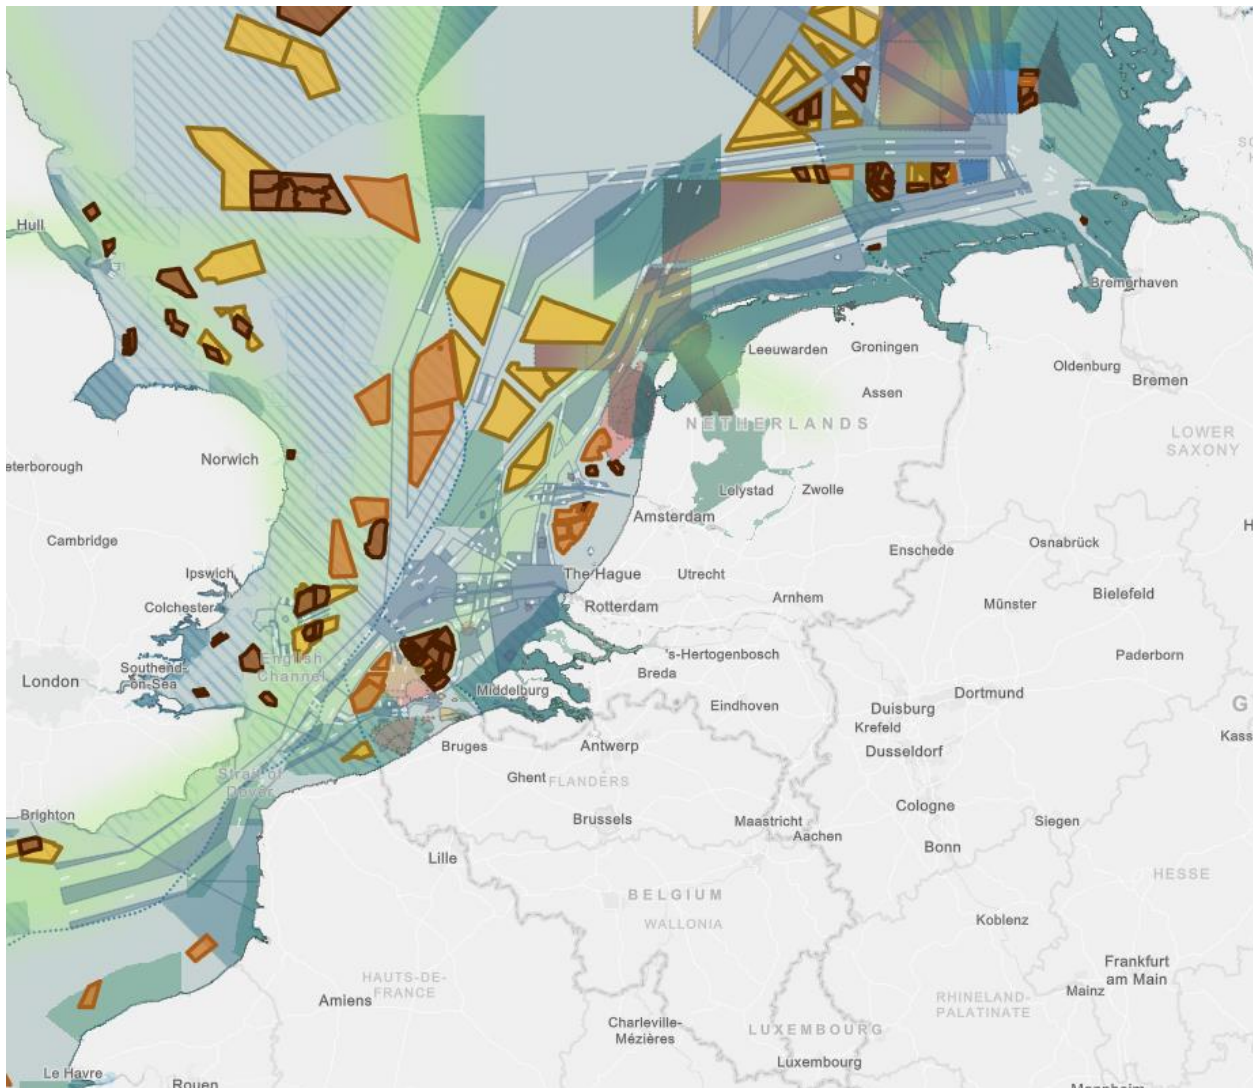 Hull
Bremerhaven
Leeuwarden
Groningen
Oldenburg
Bremen
Assen
NETHERLANDS
LOWER
SAXONY
eterborough
Norwich
Lelystad
Zwolle
Amsterdam
Cambridge
Enschede
Osnabrück
H
Ipswich
The Hague
Utrecht
Colchester
Rotterdam
Arnhem
Münster
Bielefeld
English
Channel
's-Hertogenbosch
Paderborn
London
Southend-
on-Sea
Middelburg
Breda
Eindhoven
Dortmund
Duisburg
Krefeld
G
Kass
Bruges
Antwerp
Dusseldorf
Strait of
Dover
Ghent
FLANDERS
Brighton
Brussels
Maastricht
Aachen
Cologne
Siegen
Lille
Bonn
BELGIUM
WALLONIA
HESSE
Koblenz
HAUTS-DE-
FRANCE
Amiens
Frankfurt
am Main
Mainz
RHINELAND-
PALATINATE
Charleville-
Mézières
LUXEMBOURG
Luxembourg
Le Havre
Rouen